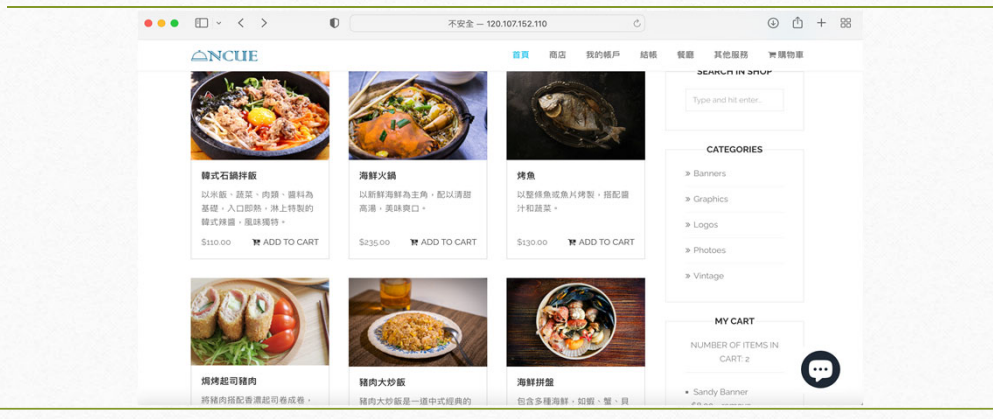 不安全 — 120.107.152.110
NCUE
首頁 商店 我的帳戶 結帳 餐廳 其他服務 購物車
SEARCH IN SHOP
Type and hit enter..
韓式石鍋拌飯
以米飯、蔬菜、肉類、醬料為
基礎，入口即熱，淋上特製的
韓式辣醬，風味獨特。
$110.00 ADD TO CART
海鮮火鍋
以新鮮海鮮為主角，配以清甜
高湯，美味爽口。
$235.00 ADD TO CART
烤魚
以整條魚或魚片烤製，搭配醬
汁和蔬菜。
$130.00 ADD TO CART
CATEGORIES
» Banners
» Graphics
» Logos
» Photoes
» Vintage
焗烤起司豬肉
將豬肉搭配香濃起司卷成卷，
豬肉大炒飯
豬肉大炒飯是一道中式經典的
海鮮拼盤
包含多種海鮮，如蝦、蟹、貝
MY CART
NUMBER OF ITEMS IN
CART: 2
• Sandy Banner